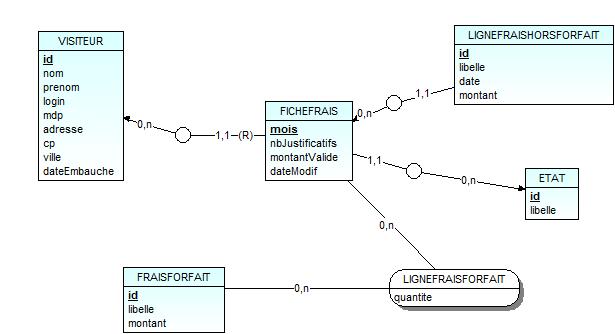 VISITEUR
id
nom
prenom
login
mdp
adresse
cp
ville
dateEmbauche
0,n
1,1-(R)
FICHEFRAIS
mois
nbJustificatifs
montantValide
dateModif
0,n
1,1
LIGNEFRAISHORSFORFAIT
id
libelle
date
montant
1,1
0,n
ETAT
id
libelle
0,n
FRAISFORFAIT
id
libelle
montant
0,n
LIGNEFRAISFORFAIT
quantite